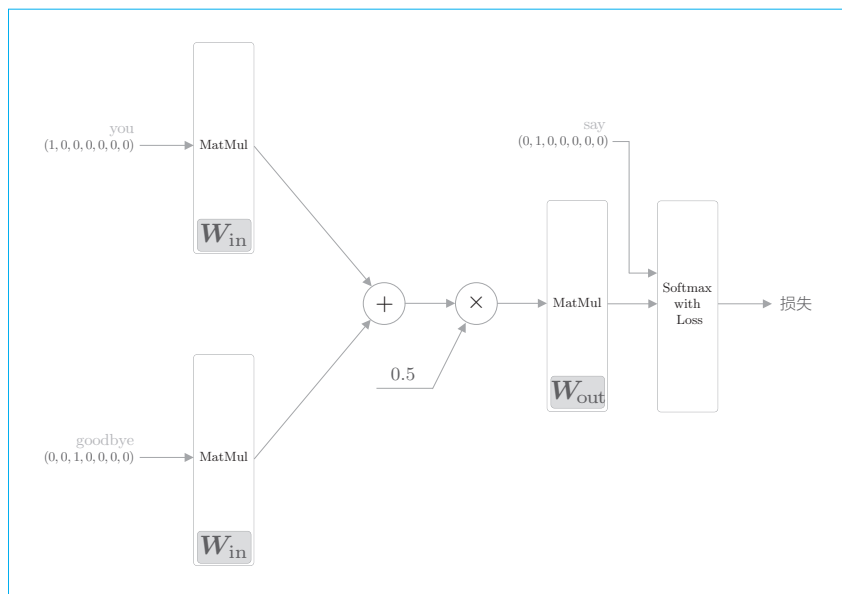 you
(1, 0, 0, 0, 0, 0, 0)
MatMul
W_in
say
(0, 1, 0, 0, 0, 0, 0)
+
×
0.5
MatMul
W_out
Softmax
with
Loss
损失
goodbye
(0, 0, 1, 0, 0, 0, 0)
MatMul
W_in